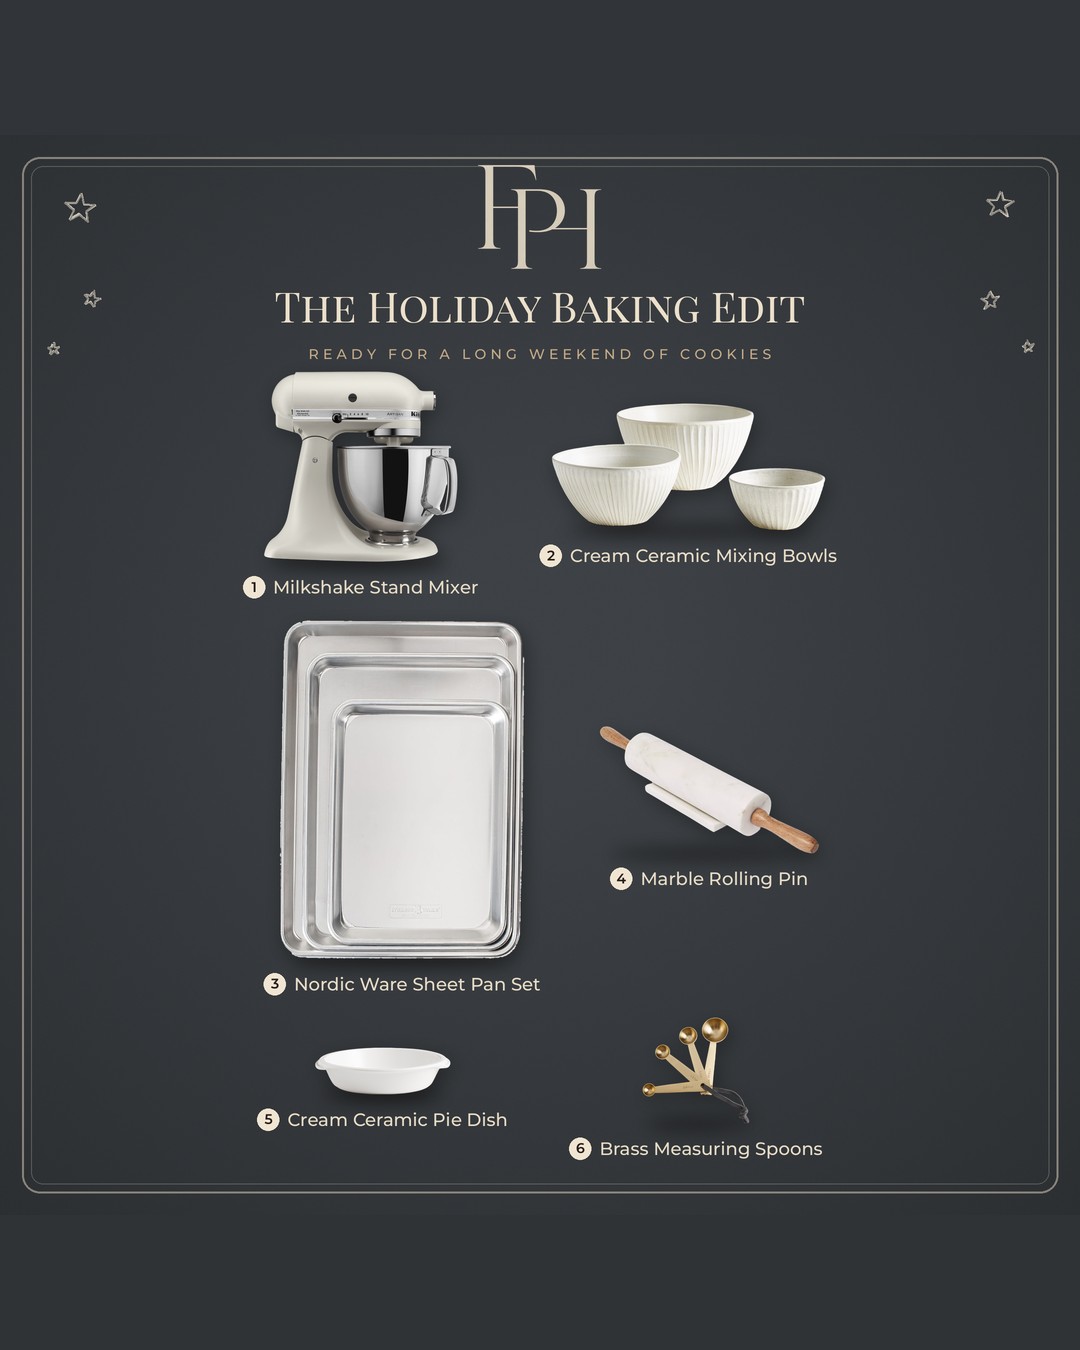 FPH
THE HOLIDAY BAKING EDIT
READY FOR A LONG WEEKEND OF COOKIES
1 Milkshake Stand Mixer
2 Cream Ceramic Mixing Bowls
3 Nordic Ware Sheet Pan Set
4 Marble Rolling Pin
5 Cream Ceramic Pie Dish
6 Brass Measuring Spoons